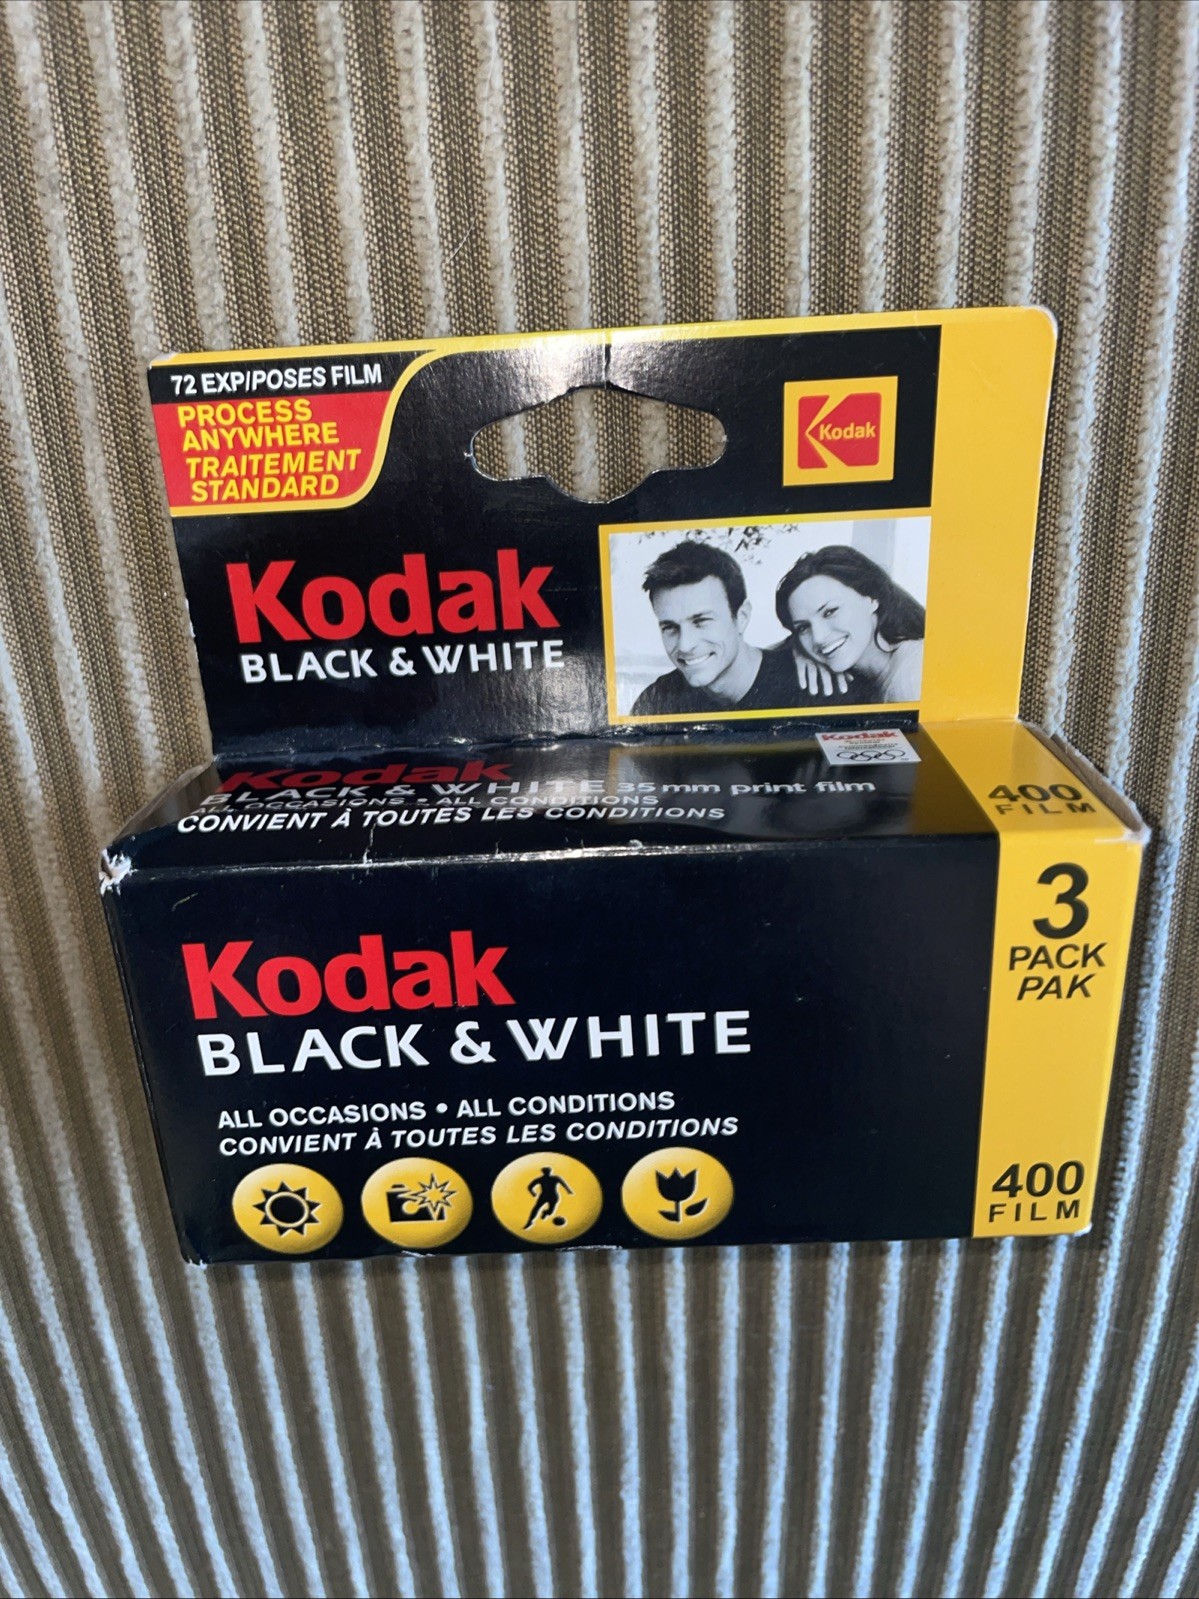 72 EXP/POSES FILM
PROCESS
ANYWHERE
TRAITEMENT
STANDARD
Kodak
Kodak
BLACK & WHITE
Kodak
Kodak
BLACK & WHITE 35 mm print film
ALL OCCASIONS • ALL CONDITIONS
CONVIENT À TOUTES LES CONDITIONS
400
FILM
3
PACK
PAK
Kodak
BLACK & WHITE
ALL OCCASIONS • ALL CONDITIONS
CONVIENT À TOUTES LES CONDITIONS
400
FILM